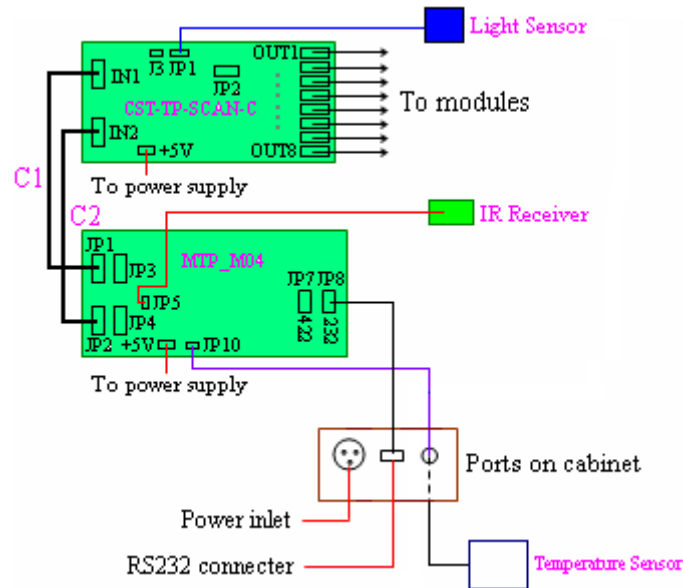 Light Sensor
J3 JP1 OUT1
IN1 JP2
CST-TP-SCAN-C
To modules
IN2
+5V OUT8
C1
To power supply
C2
IR Receiver
JP1
JP3 MTP_M04
JP7 JP8
JP5
JP4
422 232
JP2 +5V JP10
To power supply
Ports on cabinet
Power inlet
RS232 connecter
Temperature Sensor